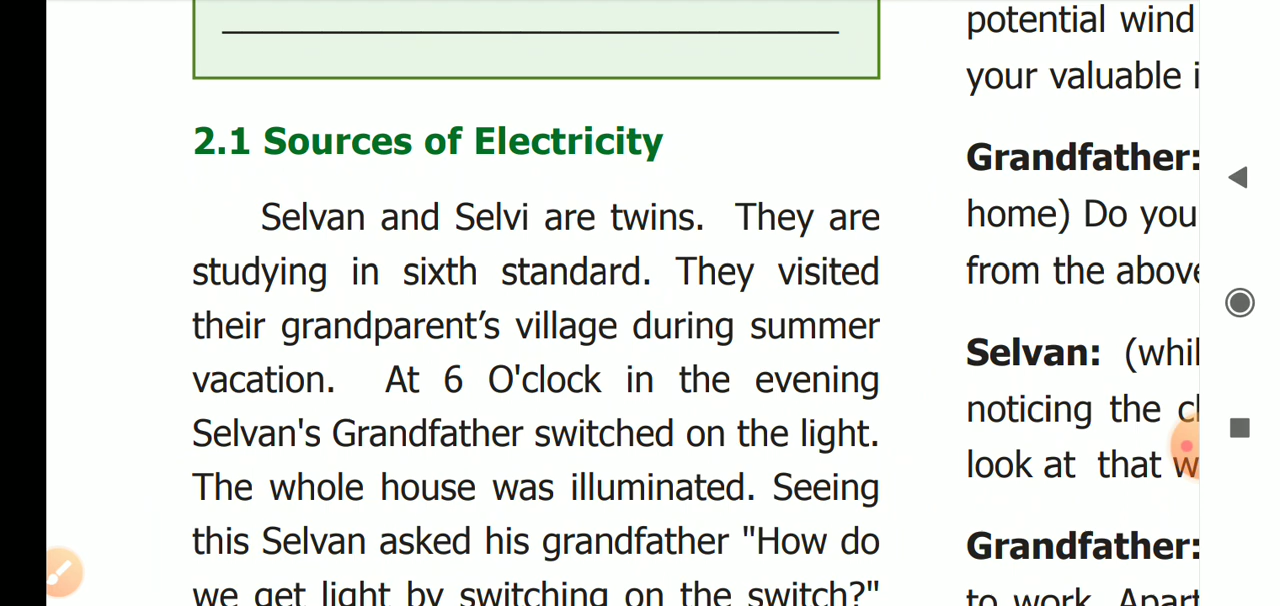 2.1 Sources of Electricity
Selvan and Selvi are twins. They are
studying in sixth standard. They visited
their grandparent’s village during summer
vacation. At 6 O'clock in the evening
Selvan's Grandfather switched on the light.
The whole house was illuminated. Seeing
this Selvan asked his grandfather "How do
we get light by switching on the switch?"
potential wind
your valuable
Grandfather:
home) Do you
from the above
Selvan: (whil
noticing the
look at that
Grandfather:
to work. Apart